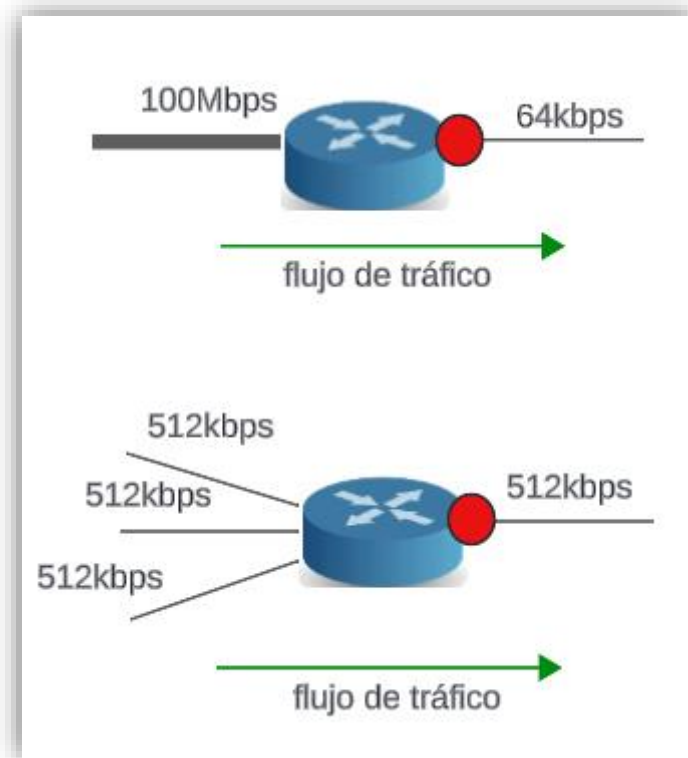 100Mbps
64kbps
flujo de tráfico
512kbps
512kbps
512kbps
512kbps
flujo de tráfico